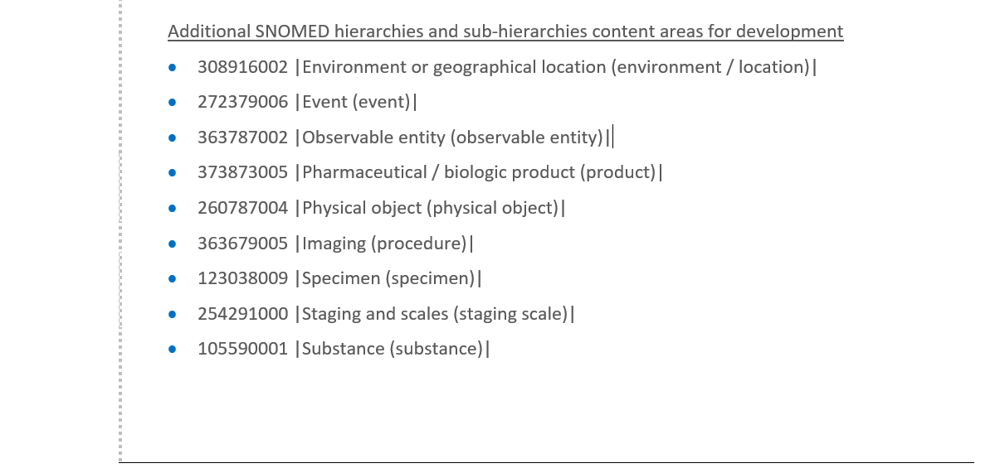 Additional SNOMED hierarchies and sub-hierarchies content areas for development
• 308916002 |Environment or geographical location (environment / location)|
• 272379006 |Event (event)|
• 363787002 |Observable entity (observable entity)|
• 373873005 |Pharmaceutical / biologic product (product)|
• 260787004 |Physical object (physical object)|
• 363679005 |Imaging (procedure)|
• 123038009 |Specimen (specimen)|
• 254291000 |Staging and scales (staging scale)|
• 105590001 |Substance (substance)|